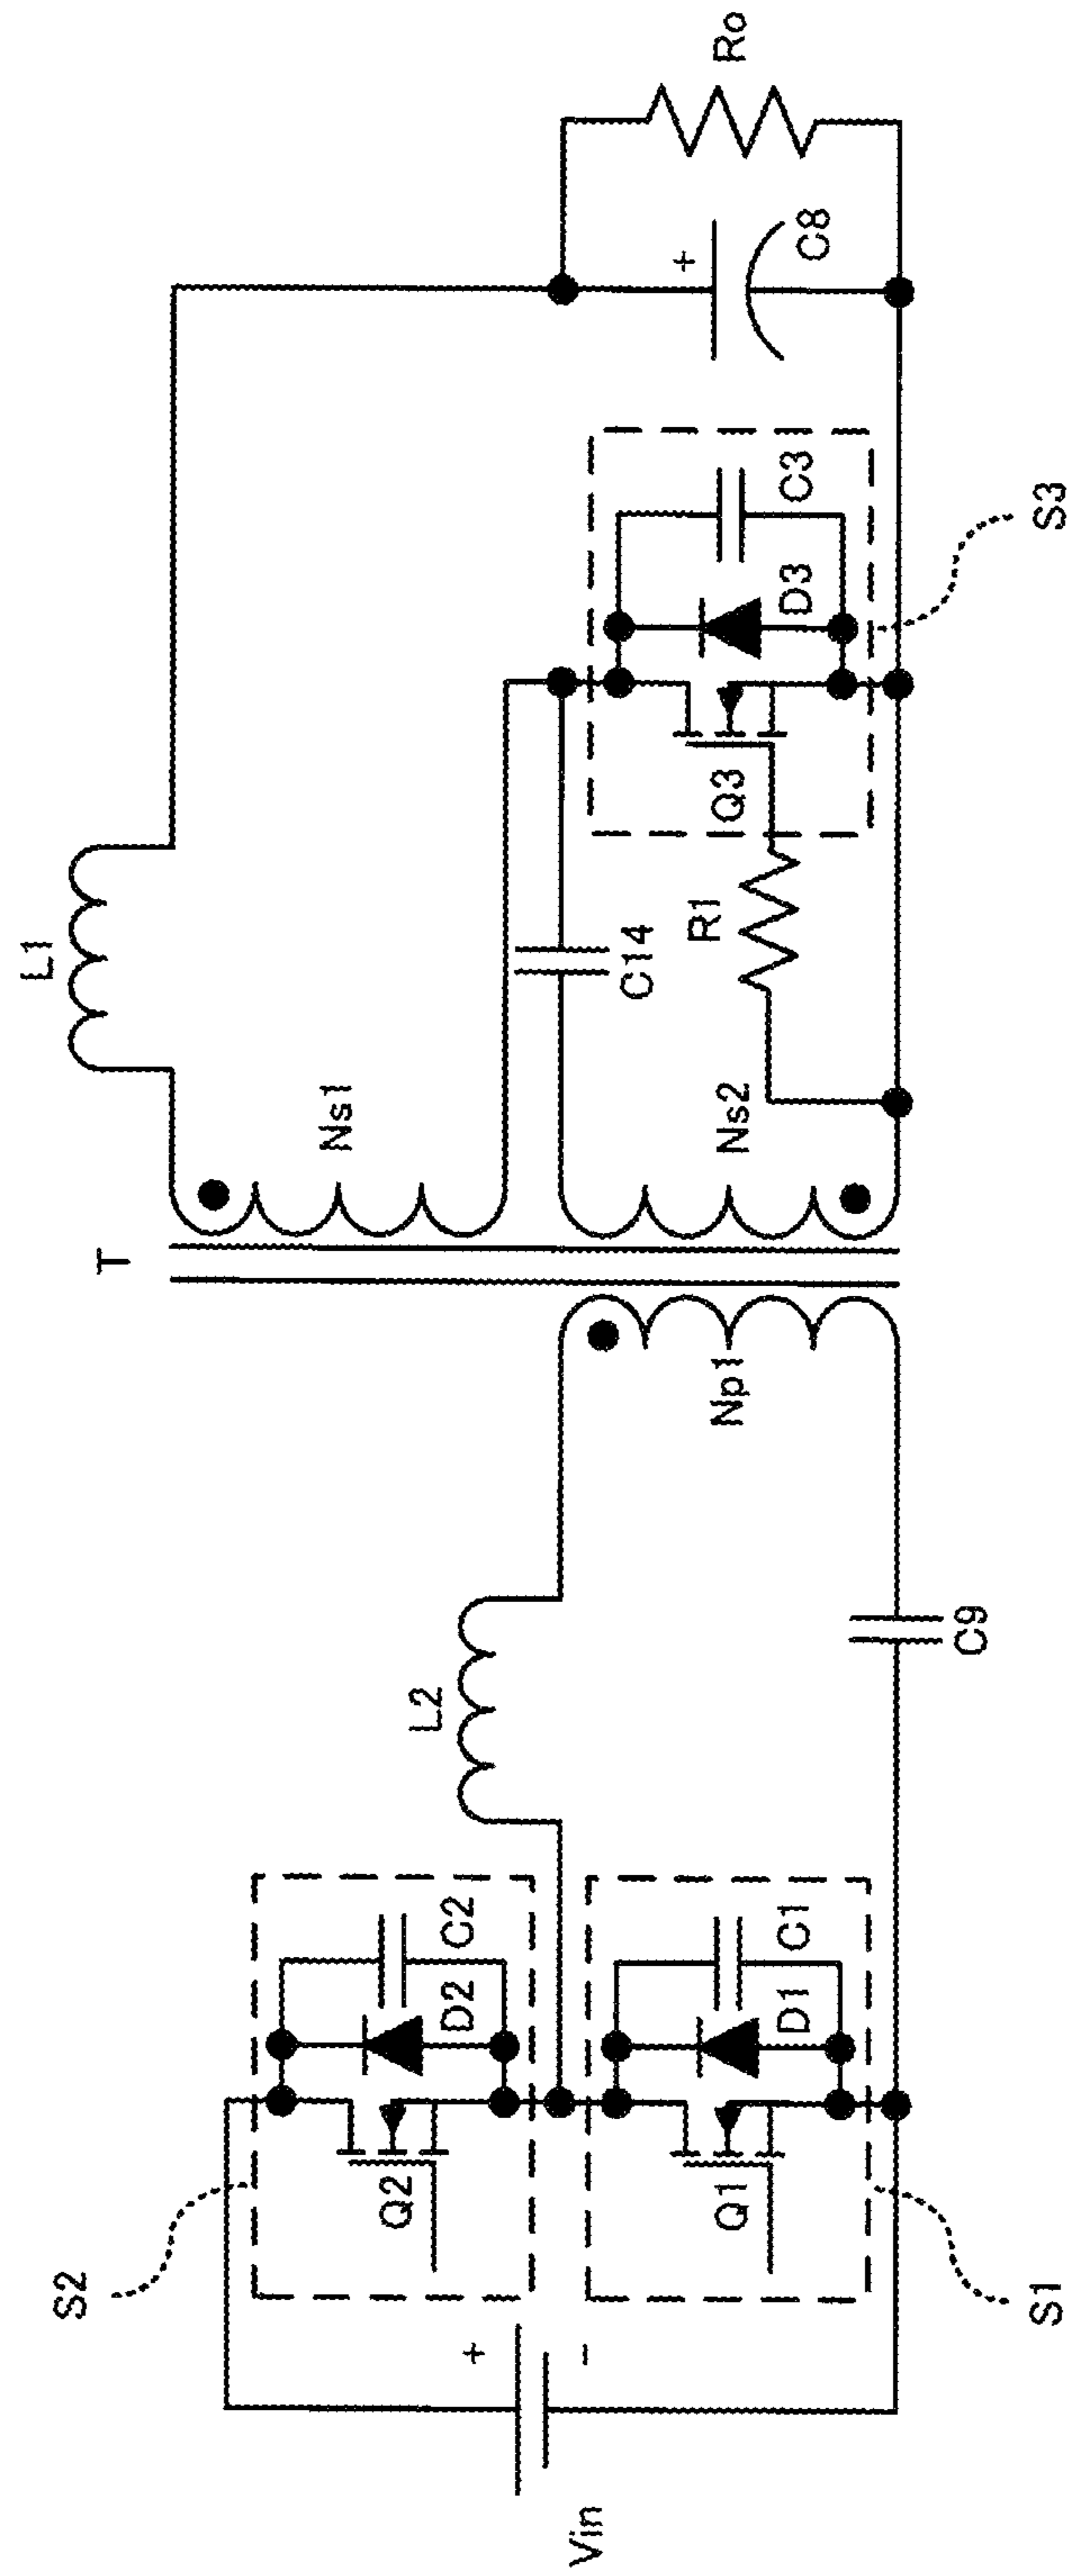 T
L1
Ns1
Ro
+
C8
C14
Ns2
R1
Q3
D3
C3
S3
S2
Q2
D2
C2
L2
Np1
Vin
+
-
Q1
D1
C1
S1
C9